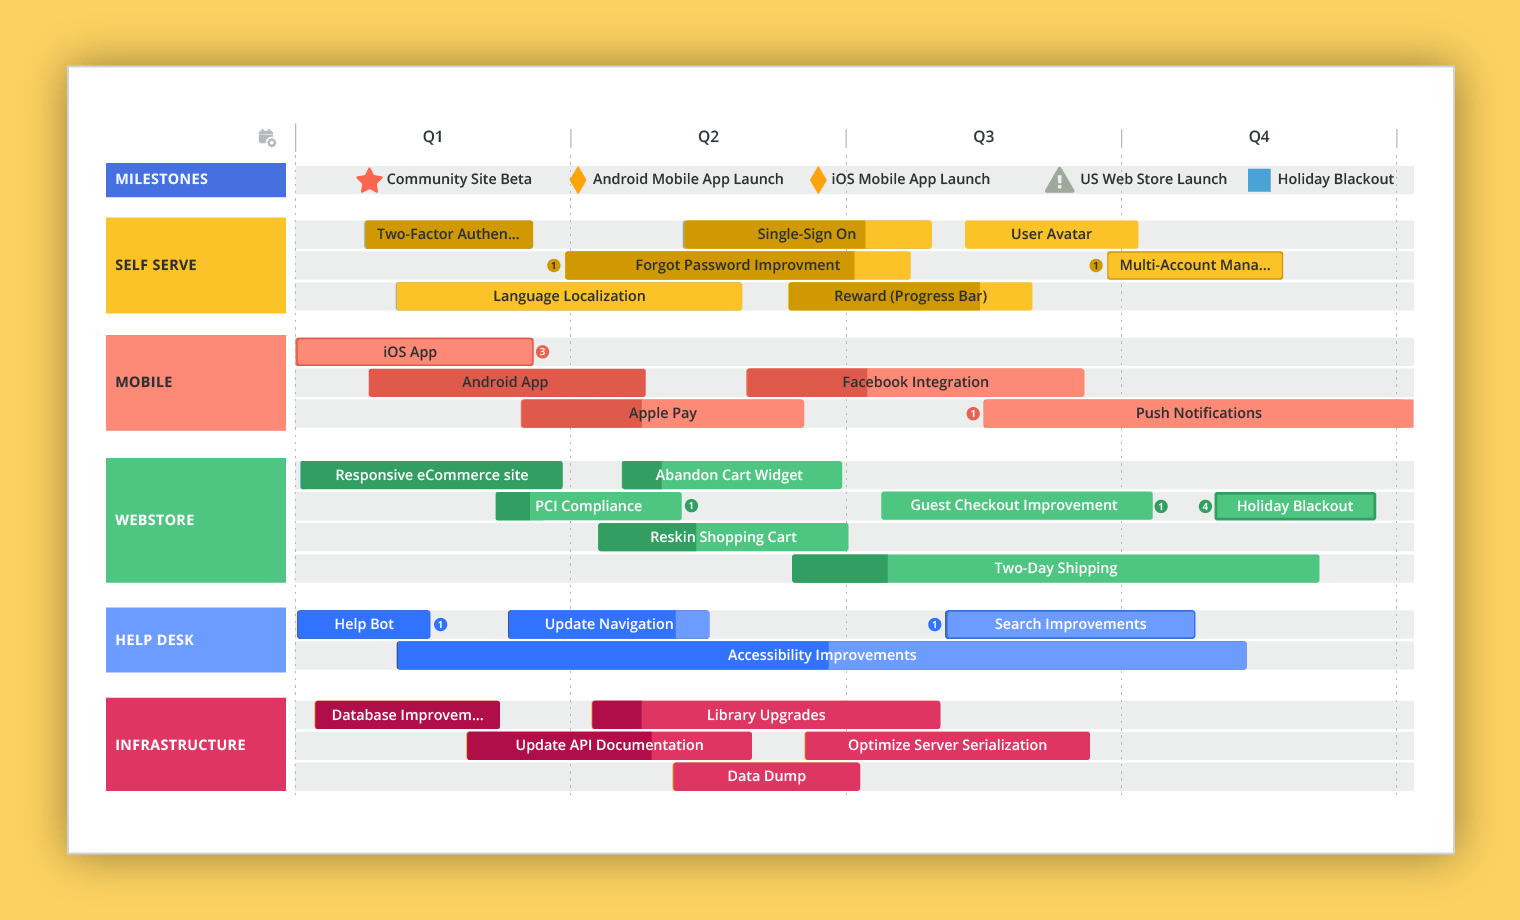 Q1 Q2 Q3 Q4
MILESTONES Community Site Beta Android Mobile App Launch iOS Mobile App Launch US Web Store Launch Holiday Blackout
SELF SERVE
Two-Factor Authen... Single-Sign On User Avatar
1 Forgot Password Improvment 1 Multi-Account Mana...
Language Localization Reward (Progress Bar)
MOBILE
iOS App 3
Android App Facebook Integration
Apple Pay 1 Push Notifications
WEBSTORE
Responsive eCommerce site Abandon Cart Widget
PCI Compliance 1 Guest Checkout Improvement 1 4 Holiday Blackout
Reskin Shopping Cart
Two-Day Shipping
HELP DESK
Help Bot 1 Update Navigation 1 Search Improvements
Accessibility Improvements
INFRASTRUCTURE
Database Improvem... Library Upgrades
Update API Documentation Optimize Server Serialization
Data Dump